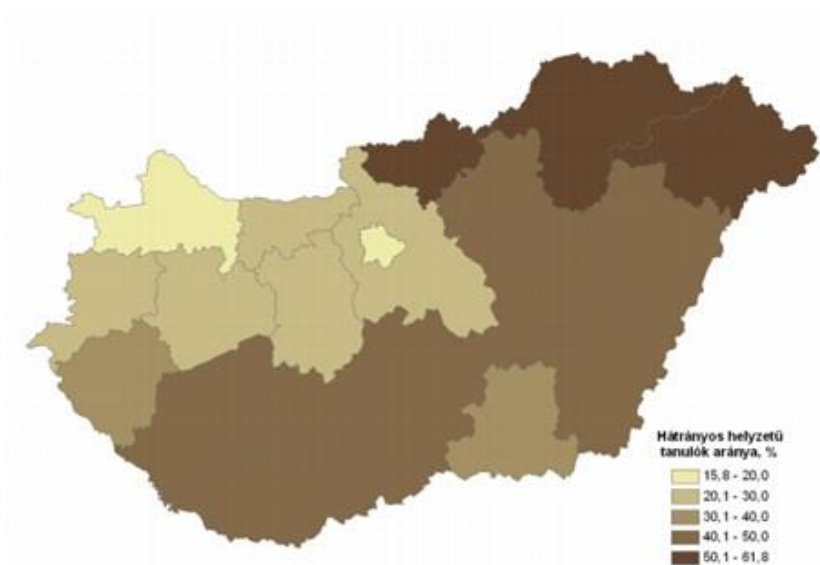 Hátrányos helyzetű
tanulók aránya, %
15,8 - 20,0
20,1 - 30,0
30,1 - 40,0
40,1 - 50,0
50,1 - 61,8